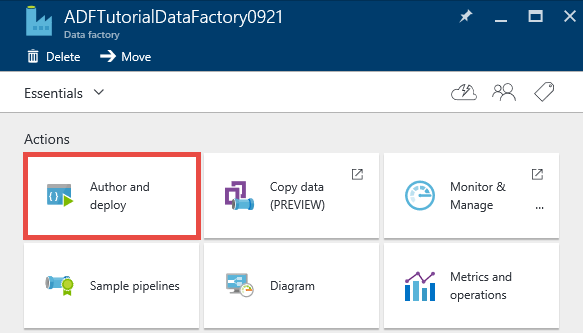 ADFTutorialDataFactory0921
Data factory
Delete Move
Essentials
Actions
Author and
deploy
Copy data
(PREVIEW)
Monitor &
Manage ...
Sample pipelines
Diagram
Metrics and
operations